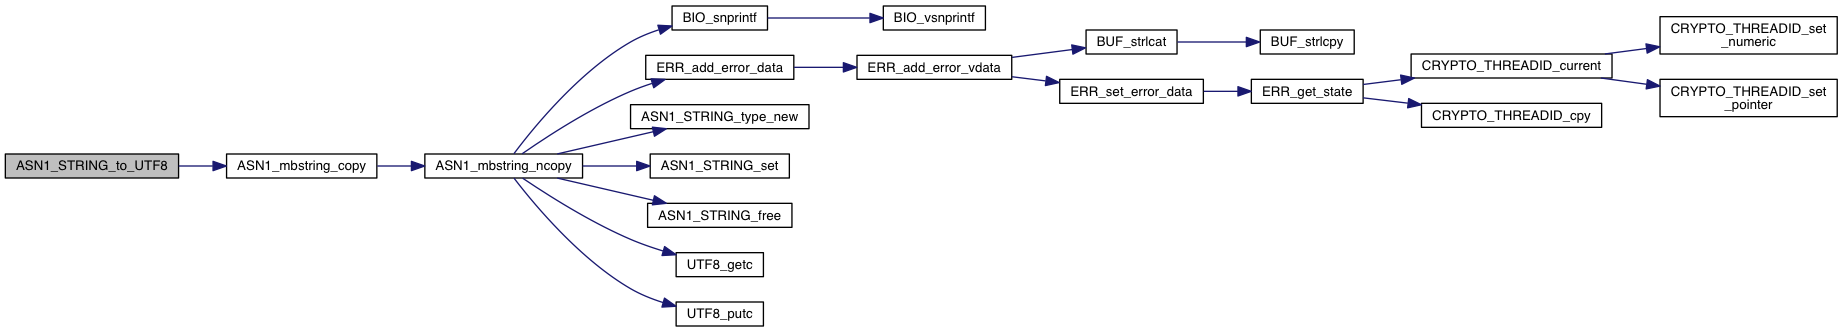 ASN1_STRING_to_UTF8
ASN1_mbstring_copy
ASN1_mbstring_ncopy
BIO_snprintf
BIO_vsnprintf
ERR_add_error_data
ERR_add_error_vdata
BUF_strlcat
BUF_strlcpy
ERR_set_error_data
ERR_get_state
CRYPTO_THREADID_current
CRYPTO_THREADID_set
_numeric
CRYPTO_THREADID_set
_pointer
CRYPTO_THREADID_cpy
ASN1_STRING_type_new
ASN1_STRING_set
ASN1_STRING_free
UTF8_getc
UTF8_putc